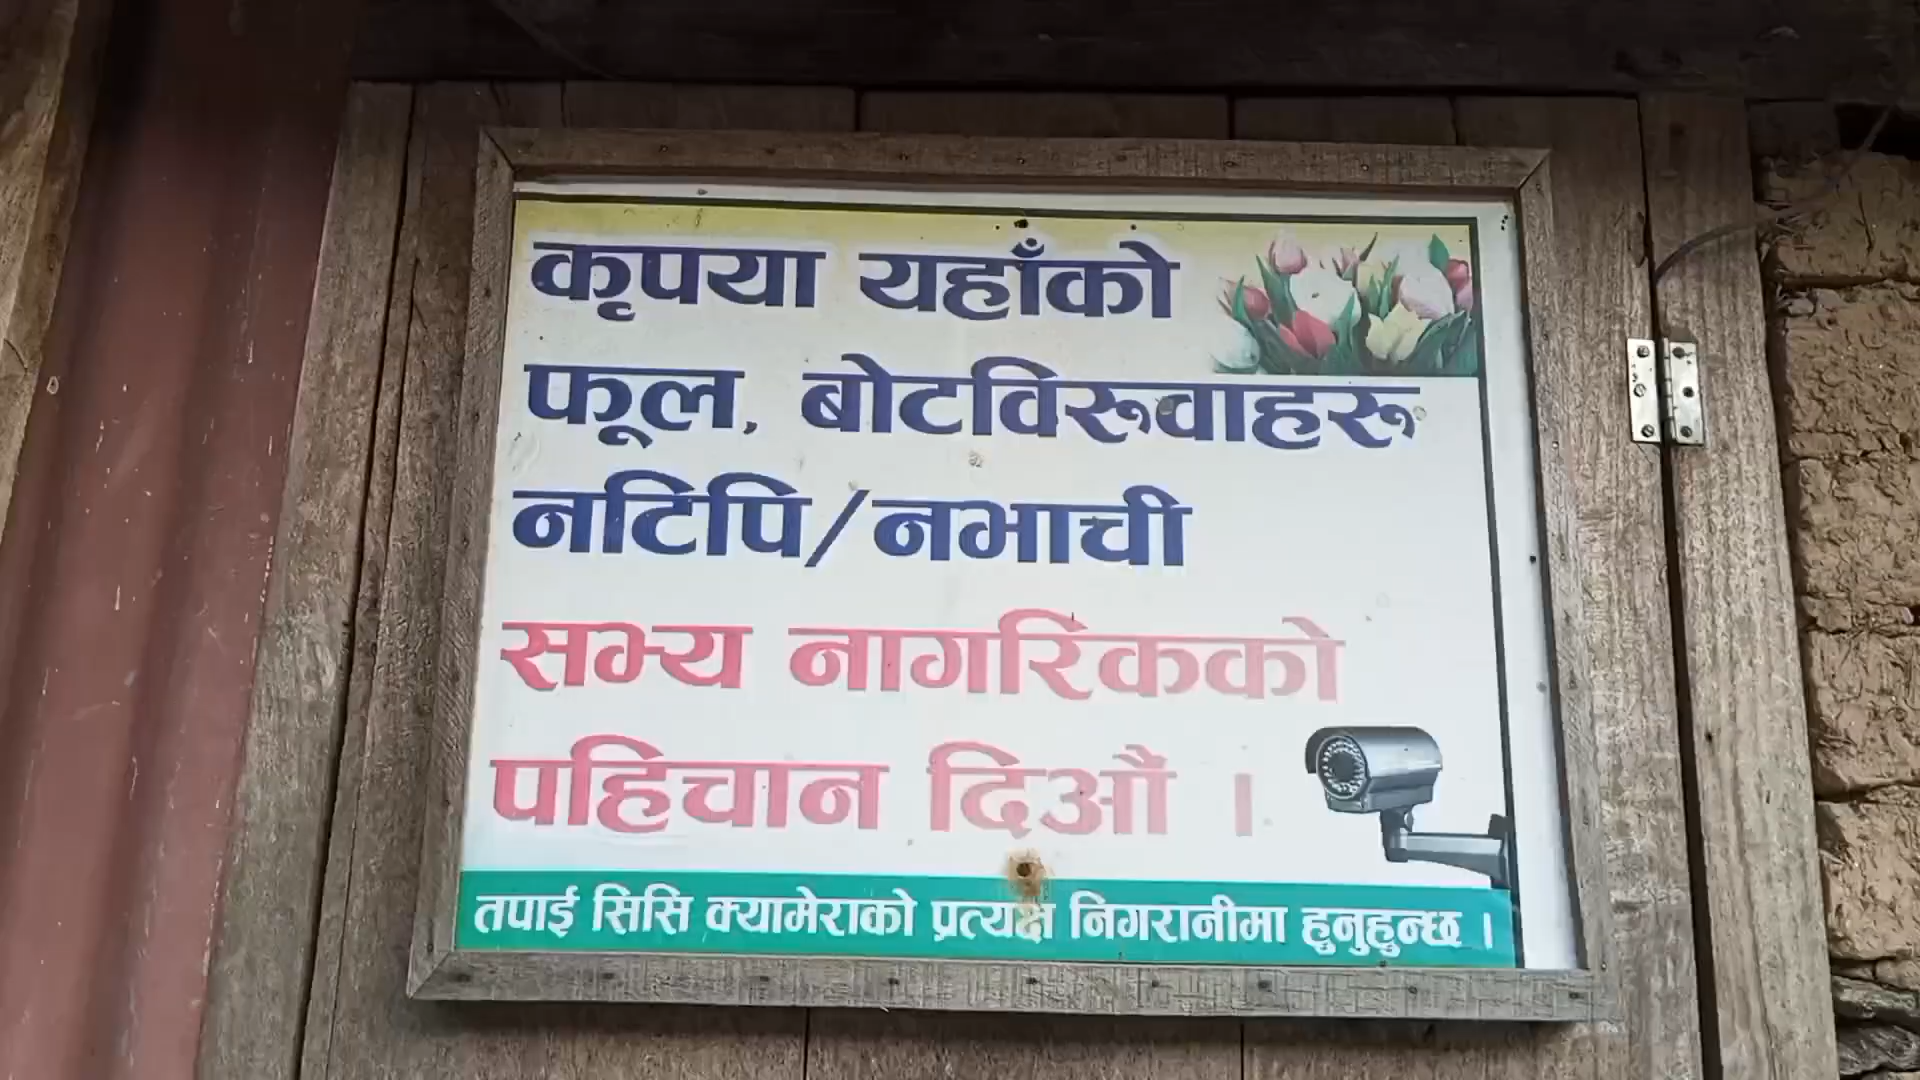 कृपया यहाँको
फूल, बोटविरुवाहरू
नटिपि/नभाची
सभ्य नागरिकको
पहिचान दिऔं ।
तपाई सिसि क्यामेराको प्रत्यक्ष निगरानीमा हुनुहुन्छ ।